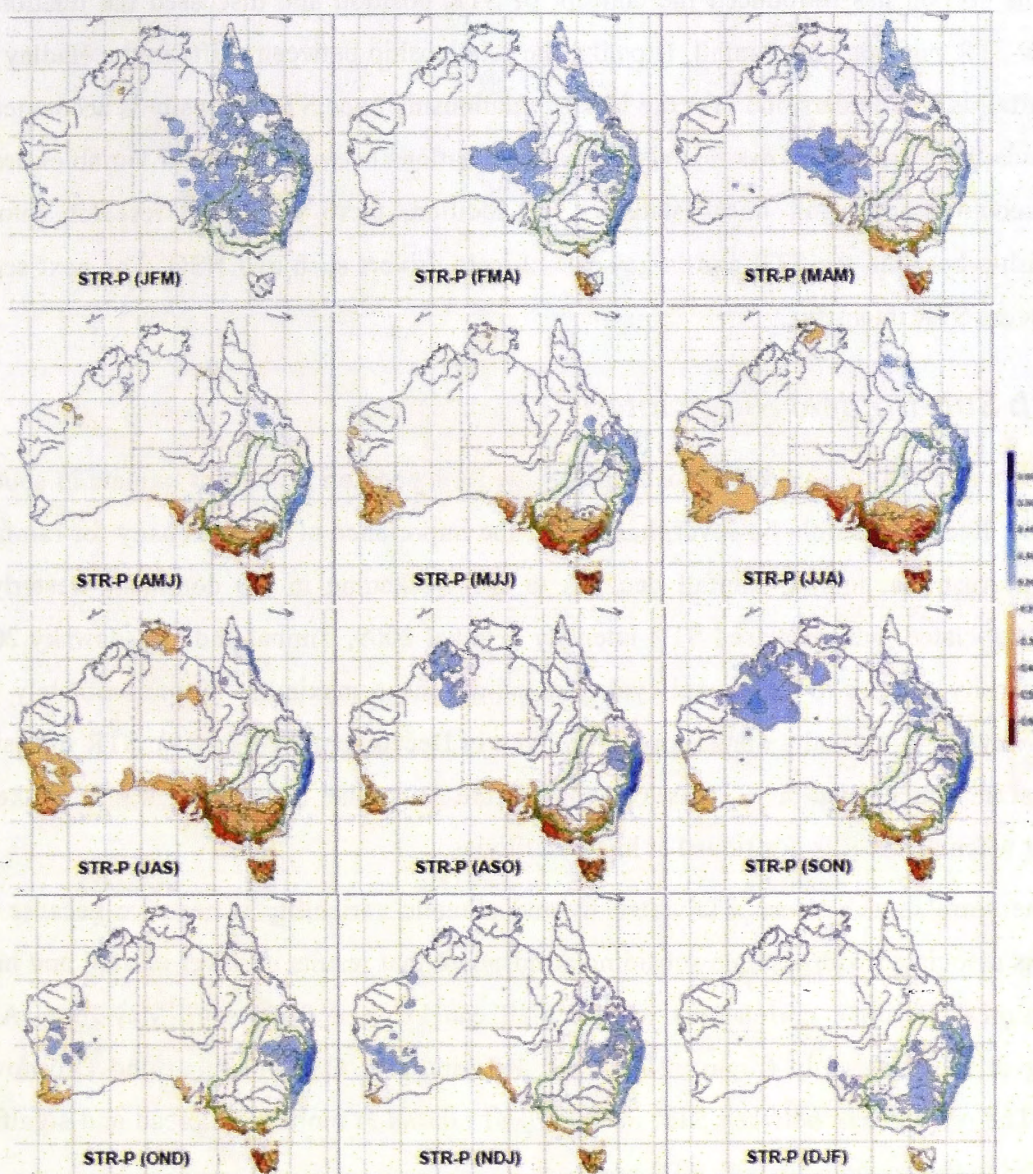 STR-P (JFM)
STR-P (FMA)
STR-P (MAM)
STR-P (AMJ)
STR-P (MJJ)
STR-P (JJA)
STR-P (JAS)
STR-P (ASO)
STR-P (SON)
STR-P (OND)
STR-P (NDJ)
STR-P (DJF)